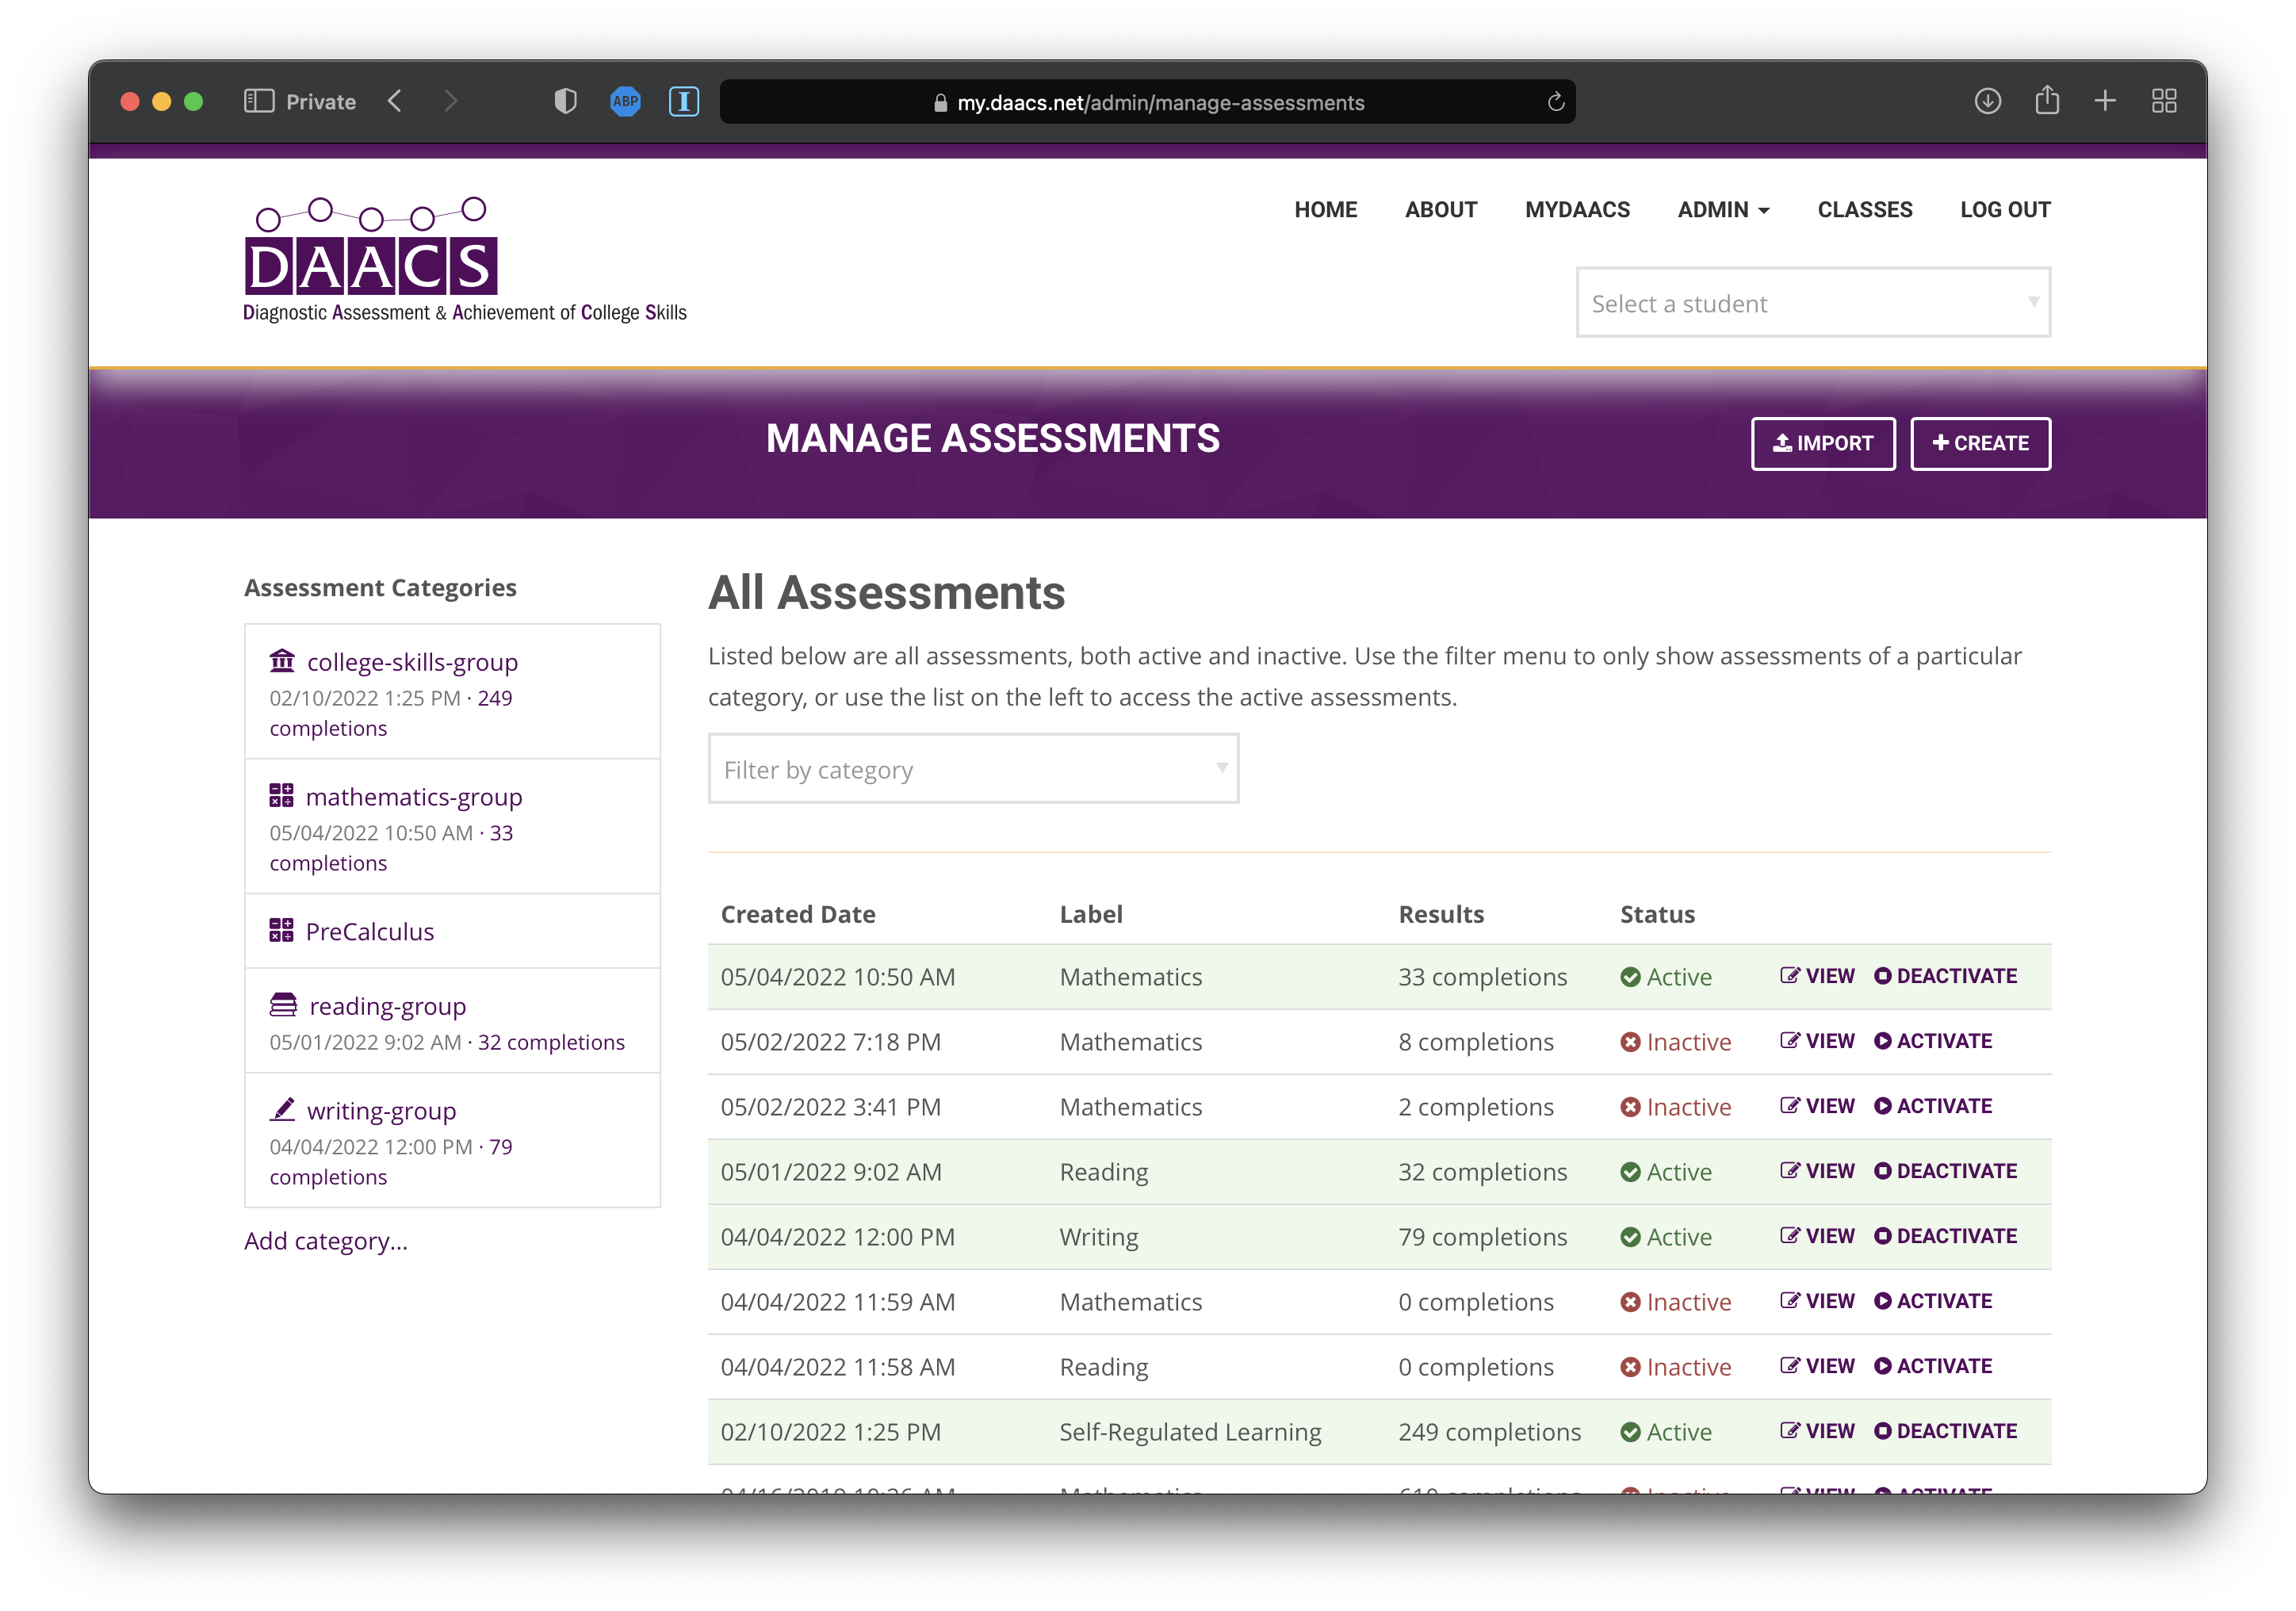 Private
ABP
I
my.daacs.net/admin/manage-assessments
DAACS
Diagnostic Assessment & Achievement of College Skills
HOME ABOUT MYDAACS ADMIN CLASSES LOG OUT
Select a student
MANAGE ASSESSMENTS
IMPORT
CREATE
Assessment Categories
college-skills-group
02/10/2022 1:25 PM · 249
completions
mathematics-group
05/04/2022 10:50 AM · 33
completions
PreCalculus
reading-group
05/01/2022 9:02 AM · 32 completions
writing-group
04/04/2022 12:00 PM · 79
completions
Add category...
All Assessments
Listed below are all assessments, both active and inactive. Use the filter menu to only show assessments of a particular
category, or use the list on the left to access the active assessments.
Filter by category
Created Date Label Results Status
05/04/2022 10:50 AM Mathematics 33 completions Active VIEW DEACTIVATE
05/02/2022 7:18 PM Mathematics 8 completions Inactive VIEW ACTIVATE
05/02/2022 3:41 PM Mathematics 2 completions Inactive VIEW ACTIVATE
05/01/2022 9:02 AM Reading 32 completions Active VIEW DEACTIVATE
04/04/2022 12:00 PM Writing 79 completions Active VIEW DEACTIVATE
04/04/2022 11:59 AM Mathematics 0 completions Inactive VIEW ACTIVATE
04/04/2022 11:58 AM Reading 0 completions Inactive VIEW ACTIVATE
02/10/2022 1:25 PM Self-Regulated Learning 249 completions Active VIEW DEACTIVATE
Mathematics completions Inactive VIEW ACTIVATE